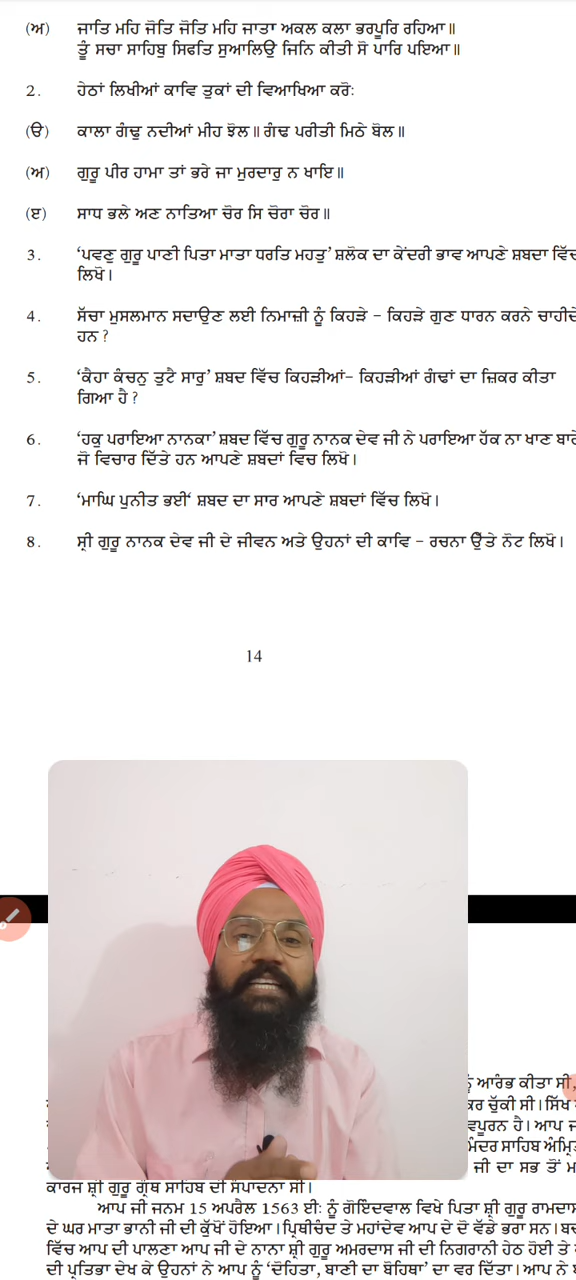 (ਅ) ਜਾਤਿ ਮਹਿ ਜੋਤਿ ਜੋਤਿ ਮਹਿ ਜਾਤਾ ਅਕਲ ਕਲਾ ਭਰਪੂਰਿ ਰਹਿਆ॥
ਤੂੰ ਸਚਾ ਸਾਹਿਬੁ ਸਿਫਤਿ ਸੁਆਲਿਉ ਜਿਨਿ ਕੀਤੀ ਸੋ ਪਾਰਿ ਪਇਆ॥
2. ਹੇਠਾਂ ਲਿਖੀਆਂ ਕਾਵਿ ਤੁਕਾਂ ਦੀ ਵਿਆਖਿਆ ਕਰੋ:
(ੳ) ਕਾਲਾ ਗੰਢੁ ਨਦੀਆਂ ਮੀਹ ਝੋਲ॥ ਗੰਢ ਪਰੀਤੀ ਮਿਠੇ ਬੋਲ॥
(ਅ) ਗੁਰੂ ਪੀਰ ਹਾਮਾ ਤਾਂ ਭਰੇ ਜਾ ਮੁਰਦਾਰੁ ਨ ਖਾਇ॥
(ੲ) ਸਾਧ ਭਲੇ ਅਣ ਨਾਤਿਆ ਚੋਰ ਸਿ ਚੋਰਾ ਚੋਰ॥
3. ‘ਪਵਣੁ ਗੁਰੂ ਪਾਣੀ ਪਿਤਾ ਮਾਤਾ ਧਰਤਿ ਮਹਤੁ’ ਸ਼ਲੋਕ ਦਾ ਕੇਂਦਰੀ ਭਾਵ ਆਪਣੇ ਸ਼ਬਦਾ ਵਿੱਚ
ਲਿਖੋ।
4. ਸੱਚਾ ਮੁਸਲਮਾਨ ਸਦਾਉਣ ਲਈ ਨਿਮਾਜ਼ੀ ਨੂੰ ਕਿਹੜੇ – ਕਿਹੜੇ ਗੁਣ ਧਾਰਨ ਕਰਨੇ ਚਾਹੀਦੇ
ਹਨ ?
5. ‘ਕੈਹਾ ਕੰਚਨੁ ਤੁਟੈ ਸਾਰੁ’ ਸ਼ਬਦ ਵਿੱਚ ਕਿਹੜੀਆਂ– ਕਿਹੜੀਆਂ ਗੰਢਾਂ ਦਾ ਜ਼ਿਕਰ ਕੀਤਾ
ਗਿਆ ਹੈ ?
6. ‘ਹਕੁ ਪਰਾਇਆ ਨਾਨਕਾ’ ਸ਼ਬਦ ਵਿੱਚ ਗੁਰੂ ਨਾਨਕ ਦੇਵ ਜੀ ਨੇ ਪਰਾਇਆ ਹੱਕ ਨਾ ਖਾਣ ਬਾਰੇ
ਜੋ ਵਿਚਾਰ ਦਿੱਤੇ ਹਨ ਆਪਣੇ ਸ਼ਬਦਾਂ ਵਿਚ ਲਿਖੋ।
7. ‘ਮਾਘਿ ਪੁਨੀਤ ਭਈ‘ ਸ਼ਬਦ ਦਾ ਸਾਰ ਆਪਣੇ ਸ਼ਬਦਾਂ ਵਿੱਚ ਲਿਖੋ।
8. ਸ੍ਰੀ ਗੁਰੂ ਨਾਨਕ ਦੇਵ ਜੀ ਦੇ ਜੀਵਨ ਅਤੇ ਉਹਨਾਂ ਦੀ ਕਾਵਿ – ਰਚਨਾ ਉੱਤੇ ਨੋਟ ਲਿਖੋ।
14
ਨੂੰ ਆਰੰਭ ਕੀਤਾ ਸੀ,
ਕਰ ਚੁੱਕੀ ਸੀ। ਸਿੱਖ
ਵਪੂਰਨ ਹੈ। ਆਪ
ਮੰਦਰ ਸਾਹਿਬ
ਜੀ ਦਾ ਸਭ ਤੋਂ
ਕਾਰਜ ਸ਼੍ਰੀ ਗੁਰੂ ਗ੍ਰੰਥ ਸਾਹਿਬ ਦੀ ਸੰਪਾਦਨਾ ਸੀ।
ਆਪ ਜੀ ਜਨਮ 15 ਅਪਰੈਲ 1563 ਈ: ਨੂੰ ਗੋਇੰਦਵਾਲ ਵਿਖੇ ਪਿਤਾ ਸ਼੍ਰੀ ਗੁਰੂ ਰਾਮਦਾਸ
ਦੇ ਘਰ ਮਾਤਾ ਭਾਨੀ ਜੀ ਦੀ ਕੁੱਖੋਂ ਹੋਇਆ। ਪ੍ਰਿਥੀਚੰਦ ਤੇ ਮਹਾਂਦੇਵ ਆਪ ਦੇ ਦੋ ਵੱਡੇ ਭਰਾ ਸਨ।
ਵਿੱਚ ਆਪ ਦੀ ਪਾਲਣਾ ਆਪ ਜੀ ਦੇ ਨਾਨਾ ਸ਼੍ਰੀ ਗੁਰੂ ਅਮਰਦਾਸ ਜੀ ਦੀ ਨਿਗਰਾਨੀ ਹੇਠ ਹੋਈ ਤੇ
ਦੀ ਪ੍ਰਤਿਭਾ ਦੇਖ ਕੇ ਉਹਨਾਂ ਨੇ ਆਪ ਨੂੰ ‘ਦੋਹਿਤਾ, ਬਾਣੀ ਦਾ ਬੋਹਿਥਾ’ ਦਾ ਵਰ ਦਿੱਤਾ। ਆਪ ਨੇ